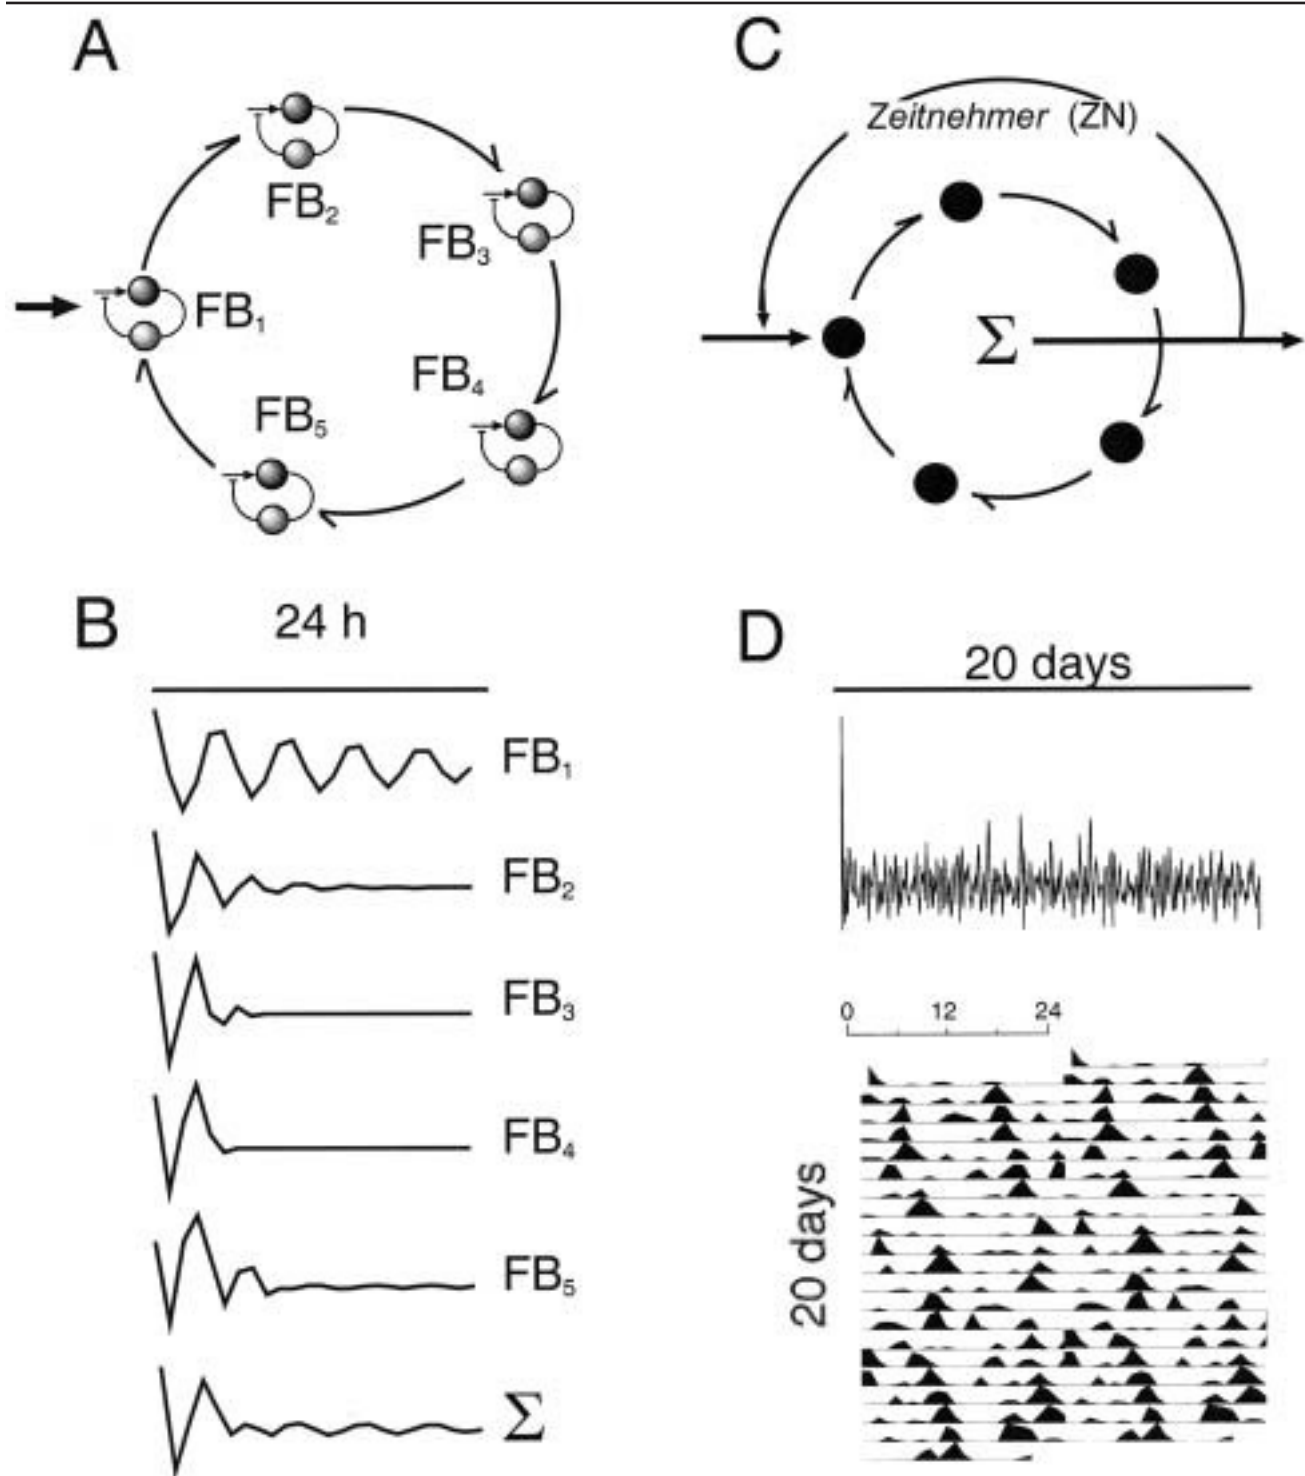 A
FB₂
FB₃
FB₁
FB₄
FB₅
B
24 h
FB₁
FB₂
FB₃
FB₄
FB₅
Σ
C
Zeitnehmer (ZN)
Σ
D
20 days
0 12 24
20 days